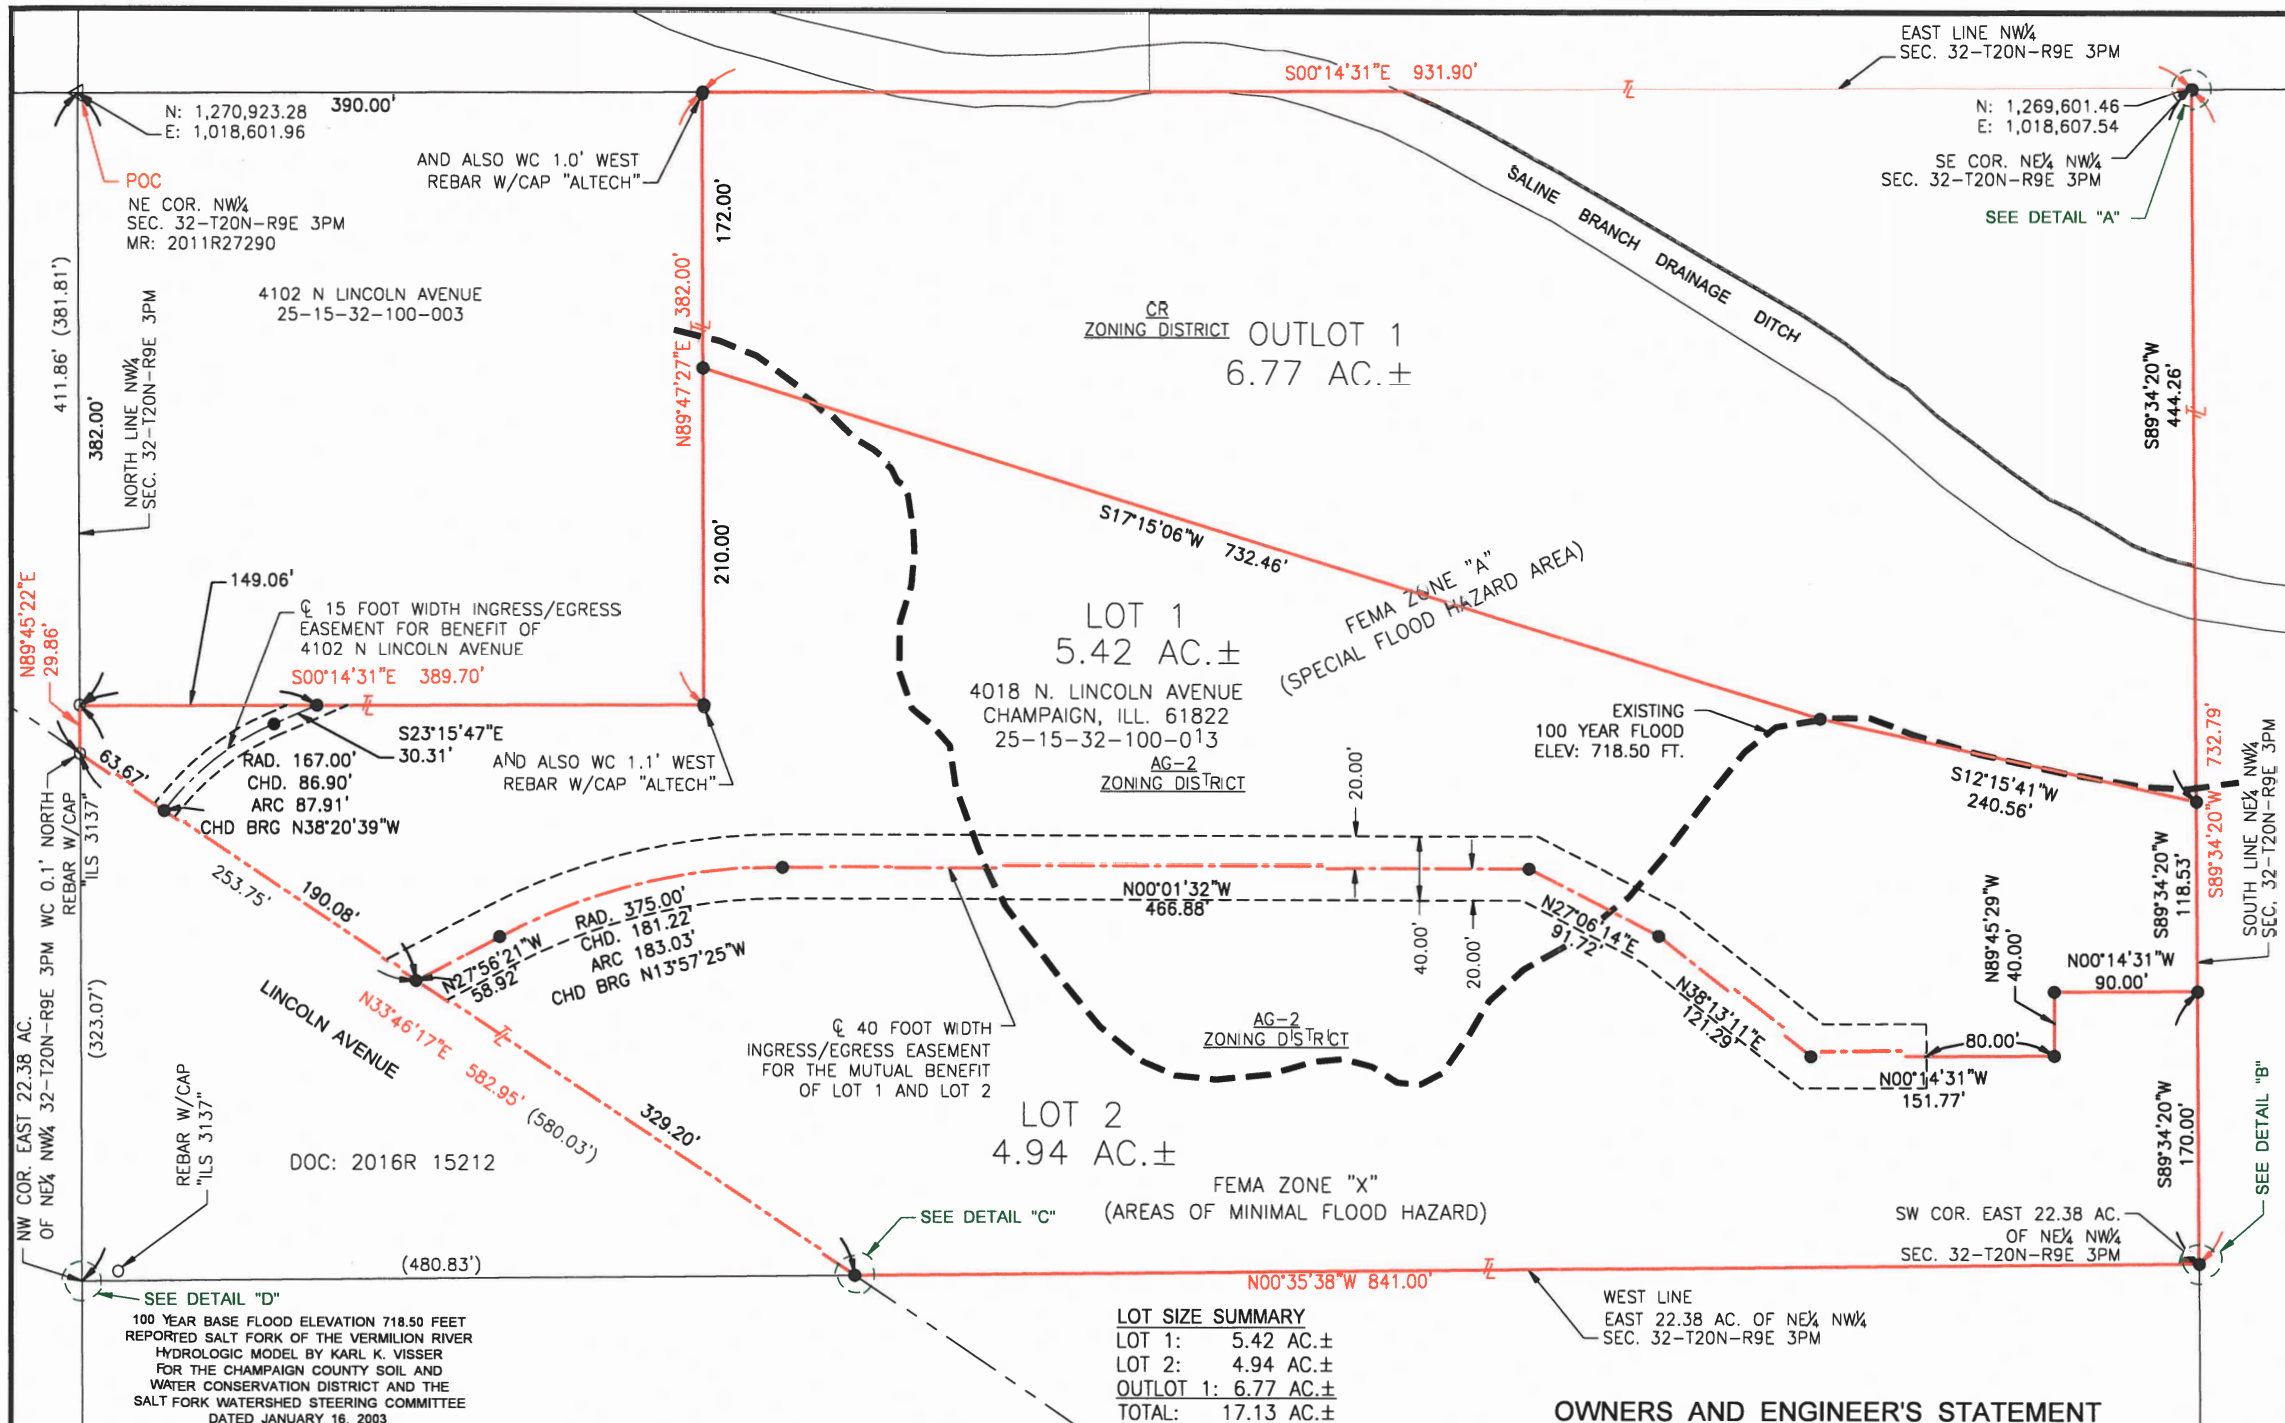 EAST LINE NW¼
SEC. 32-T20N-R9E 3PM
S00°14'31"E 931.90'
N: 1,270,923.28
E: 1,018,601.96
390.00'
N: 1,269,601.46
E: 1,018,607.54
POC
NE COR. NW¼
SEC. 32-T20N-R9E 3PM
MR: 2011R27290
AND ALSO WC 1.0' WEST
REBAR W/CAP "ALTECH"
SE COR. NE¼ NW¼
SEC. 32-T20N-R9E 3PM
SEE DETAIL "A"
172.00'
SALINE BRANCH DRAINAGE DITCH
411.86' (381.81')
382.00'
NORTH LINE NW¼
SEC. 32-T20N-R9E 3PM
4102 N LINCOLN AVENUE
25-15-32-100-003
N89°47'27"E 382.00'
CR
ZONING DISTRICT
OUTLOT 1
6.77 AC.±
S89°34'20"W
444.26'
S17°15'06"W 732.46'
210.00'
FEMA ZONE "A"
(SPECIAL FLOOD HAZARD AREA)
N89°45'22"E
29.86'
149.06'
℄ 15 FOOT WIDTH INGRESS/EGRESS
EASEMENT FOR BENEFIT OF
4102 N LINCOLN AVENUE
S00°14'31"E 389.70'
LOT 1
5.42 AC.±
4018 N. LINCOLN AVENUE
CHAMPAIGN, ILL. 61822
25-15-32-100-013
AG-2
ZONING DISTRICT
S23°15'47"E
30.31'
63.67'
RAD. 167.00'
CHD. 86.90'
ARC 87.91'
CHD BRG N38°20'39"W
AND ALSO WC 1.1' WEST
REBAR W/CAP "ALTECH"
EXISTING
100 YEAR FLOOD
ELEV: 718.50 FT.
S12°15'41"W
240.56'
S89°34'20"W 732.79'
SOUTH LINE NE¼ NW¼
SEC. 32-T20N-R9E 3PM
20.00'
40.00'
20.00'
253.75'
190.08'
N27°56'21"W
58.92'
RAD. 375.00'
CHD. 181.22'
ARC 183.03'
CHD BRG N13°57'25"W
N00°01'32"W
466.88'
N27°06'14"E
91.72'
N38°13'11"E
121.29'
S89°34'20"W
118.53'
N89°45'29"W
40.00'
N00°14'31"W
90.00'
80.00'
N00°14'31"W
151.77'
NW COR. EAST 22.38 AC.
OF NE¼ NW¼ 32-T20N-R9E 3PM WC 0.1' NORTH
REBAR W/CAP
"ILS 3137"
(323.07')
LINCOLN AVENUE
N33°46'17"E 582.95' (580.03')
329.20'
℄ 40 FOOT WIDTH
INGRESS/EGRESS EASEMENT
FOR THE MUTUAL BENEFIT
OF LOT 1 AND LOT 2
AG-2
ZONING DISTRICT
REBAR W/CAP
"ILS 3137"
DOC: 2016R 15212
LOT 2
4.94 AC.±
FEMA ZONE "X"
(AREAS OF MINIMAL FLOOD HAZARD)
S89°34'20"W
170.00'
SEE DETAIL "B"
SW COR. EAST 22.38 AC.
OF NE¼ NW¼
SEC. 32-T20N-R9E 3PM
SEE DETAIL "C"
(480.83')
N00°35'38"W 841.00'
SEE DETAIL "D"
100 YEAR BASE FLOOD ELEVATION 718.50 FEET
REPORTED SALT FORK OF THE VERMILION RIVER
HYDROLOGIC MODEL BY KARL K. VISSER
FOR THE CHAMPAIGN COUNTY SOIL AND
WATER CONSERVATION DISTRICT AND THE
SALT FORK WATERSHED STEERING COMMITTEE
DATED JANUARY 16, 2003
WEST LINE
EAST 22.38 AC. OF NE¼ NW¼
SEC. 32-T20N-R9E 3PM
LOT SIZE SUMMARY
LOT 1: 5.42 AC.±
LOT 2: 4.94 AC.±
OUTLOT 1: 6.77 AC.±
TOTAL: 17.13 AC.±
OWNERS AND ENGINEER'S STATEMENT